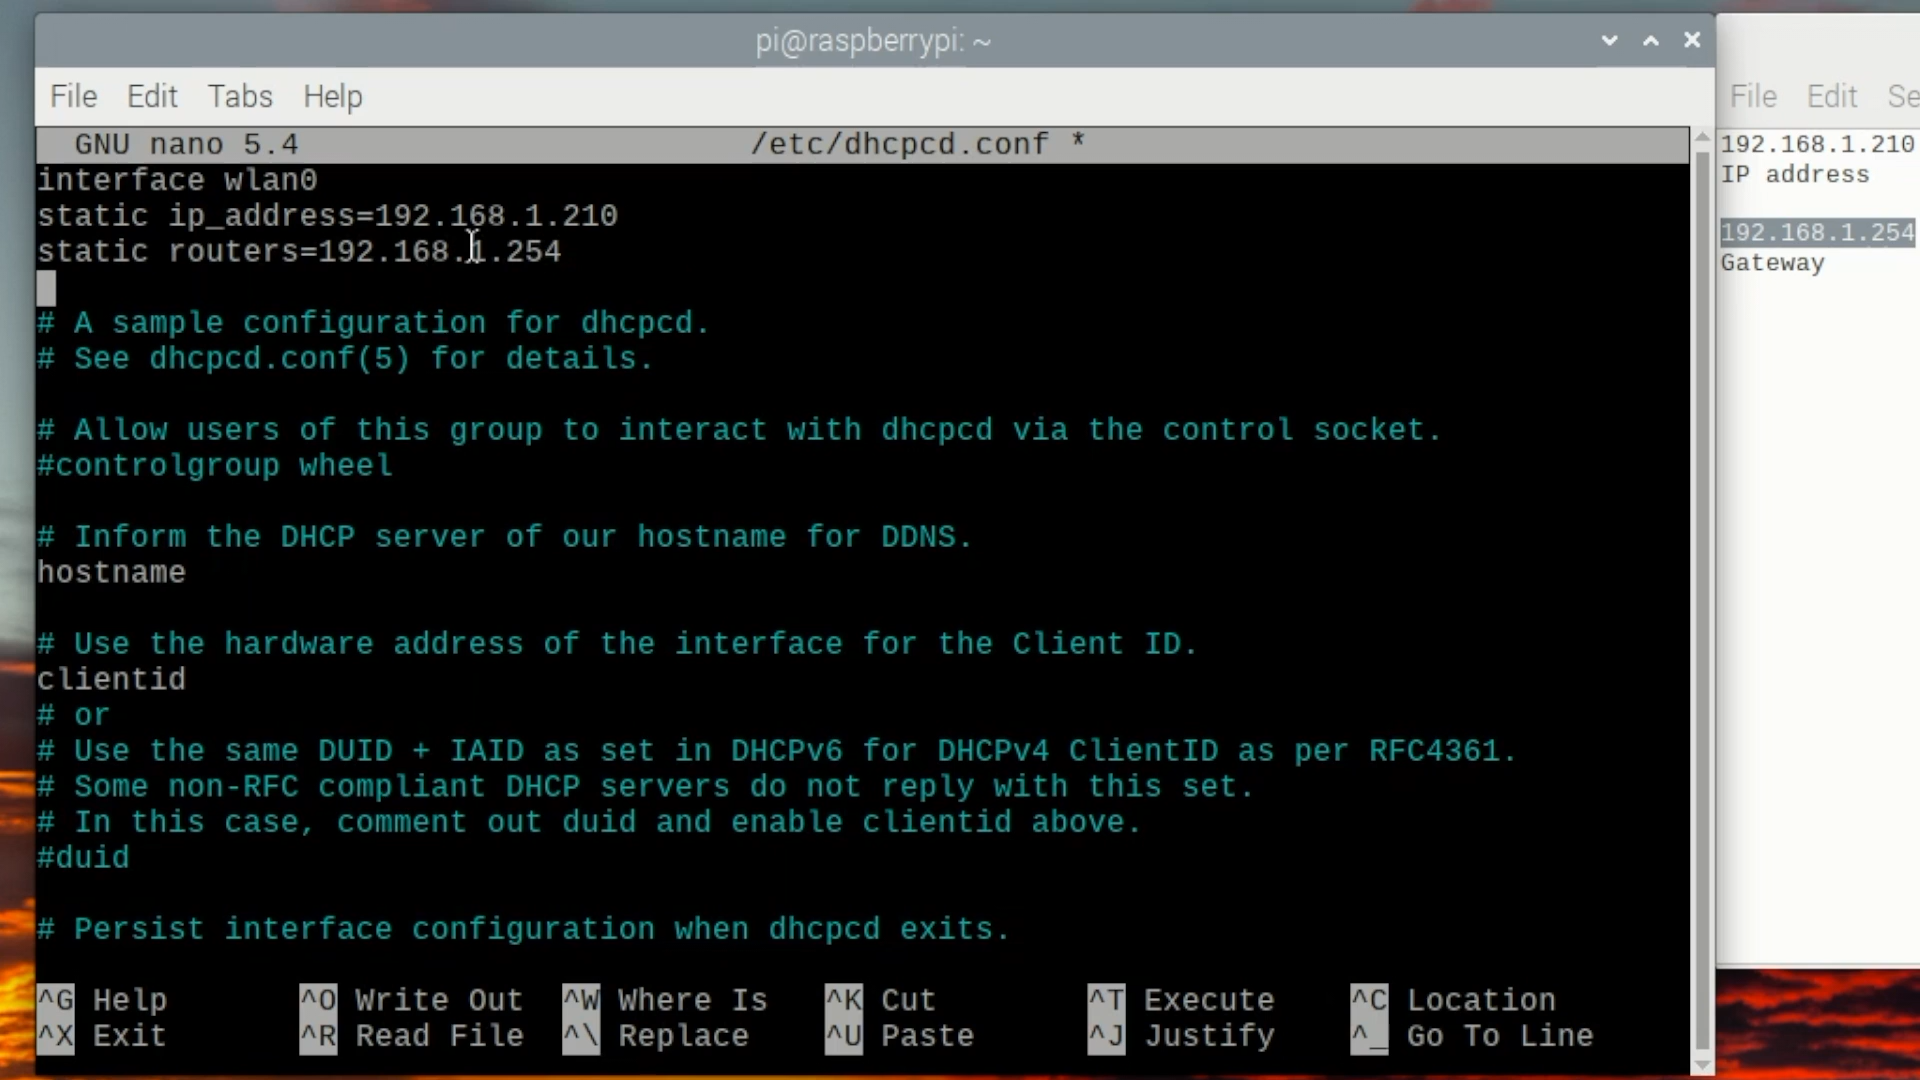 pi@raspberrypi: ~
File Edit Tabs Help
GNU nano 5.4 /etc/dhcpcd.conf *
interface wlan0
static ip_address=192.168.1.210
static routers=192.168.1.254
# A sample configuration for dhcpcd.
# See dhcpcd.conf(5) for details.
# Allow users of this group to interact with dhcpcd via the control socket.
#controlgroup wheel
# Inform the DHCP server of our hostname for DDNS.
hostname
# Use the hardware address of the interface for the Client ID.
clientid
# or
# Use the same DUID + IAID as set in DHCPv6 for DHCPv4 ClientID as per RFC4361.
# Some non-RFC compliant DHCP servers do not reply with this set.
# In this case, comment out duid and enable clientid above.
#duid
# Persist interface configuration when dhcpcd exits.
^G Help ^O Write Out ^W Where Is ^K Cut ^T Execute ^C Location
^X Exit ^R Read File ^\ Replace ^U Paste ^J Justify ^_ Go To Line
File Edit Se
192.168.1.210
IP address
192.168.1.254
Gateway